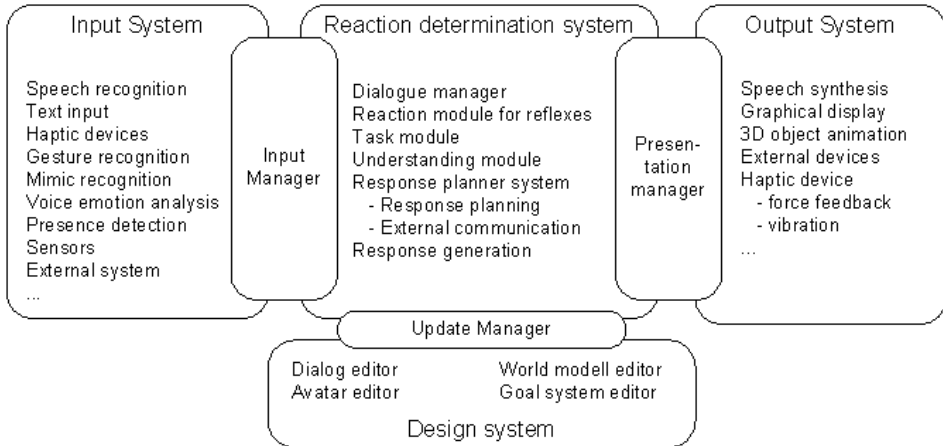 Input System
Speech recognition
Text input
Haptic devices
Gesture recognition
Mimic recognition
Voice emotion analysis
Presence detection
Sensors
External system
...
Input
Manager
Reaction determination system
Dialogue manager
Reaction module for reflexes
Task module
Understanding module
Response planner system
- Response planning
- External communication
Response generation
Presen-
tation
manager
Output System
Speech synthesis
Graphical display
3D object animation
External devices
Haptic device
- force feedback
- vibration
...
Update Manager
Dialog editor
Avatar editor
World modell editor
Goal system editor
Design system